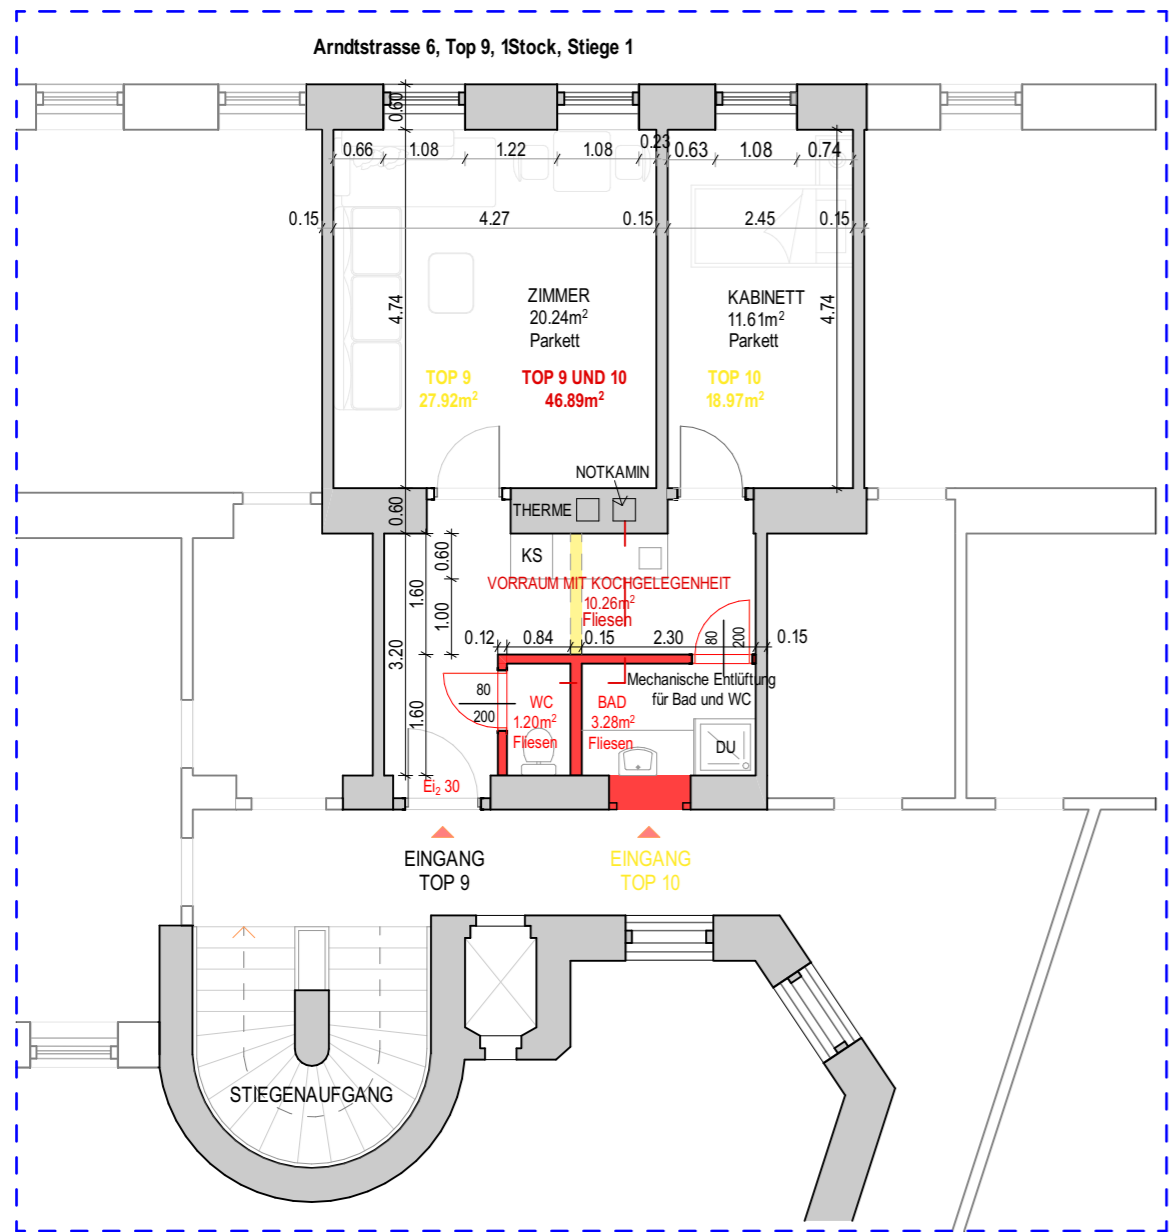 Arndtstrasse 6, Top 9, 1Stock, Stiege 1
0.60
0.66
1.08
1.22
1.08
0.23
0.63
1.08
0.74
0.15
4.27
0.15
2.45
0.15
4.74
ZIMMER
20.24m²
Parkett
KABINETT
11.61m²
Parkett
4.74
TOP 9
27.92m²
TOP 9 UND 10
46.89m²
TOP 10
18.97m²
NOTKAMIN
THERME
0.60
KS
0.60
1.60
1.00
VORRAUM MIT KOCHGELEGENHEIT
10.26m²
Fliesen
0.12
0.84
0.15
2.30
80
200
0.15
3.20
1.60
80
200
WC
1.20m²
Fliesen
BAD
3.28m²
Fliesen
Mechanische Entlüftung
für Bad und WC
DU
Ei₂ 30
EINGANG
TOP 9
EINGANG
TOP 10
STIEGENAUFGANG